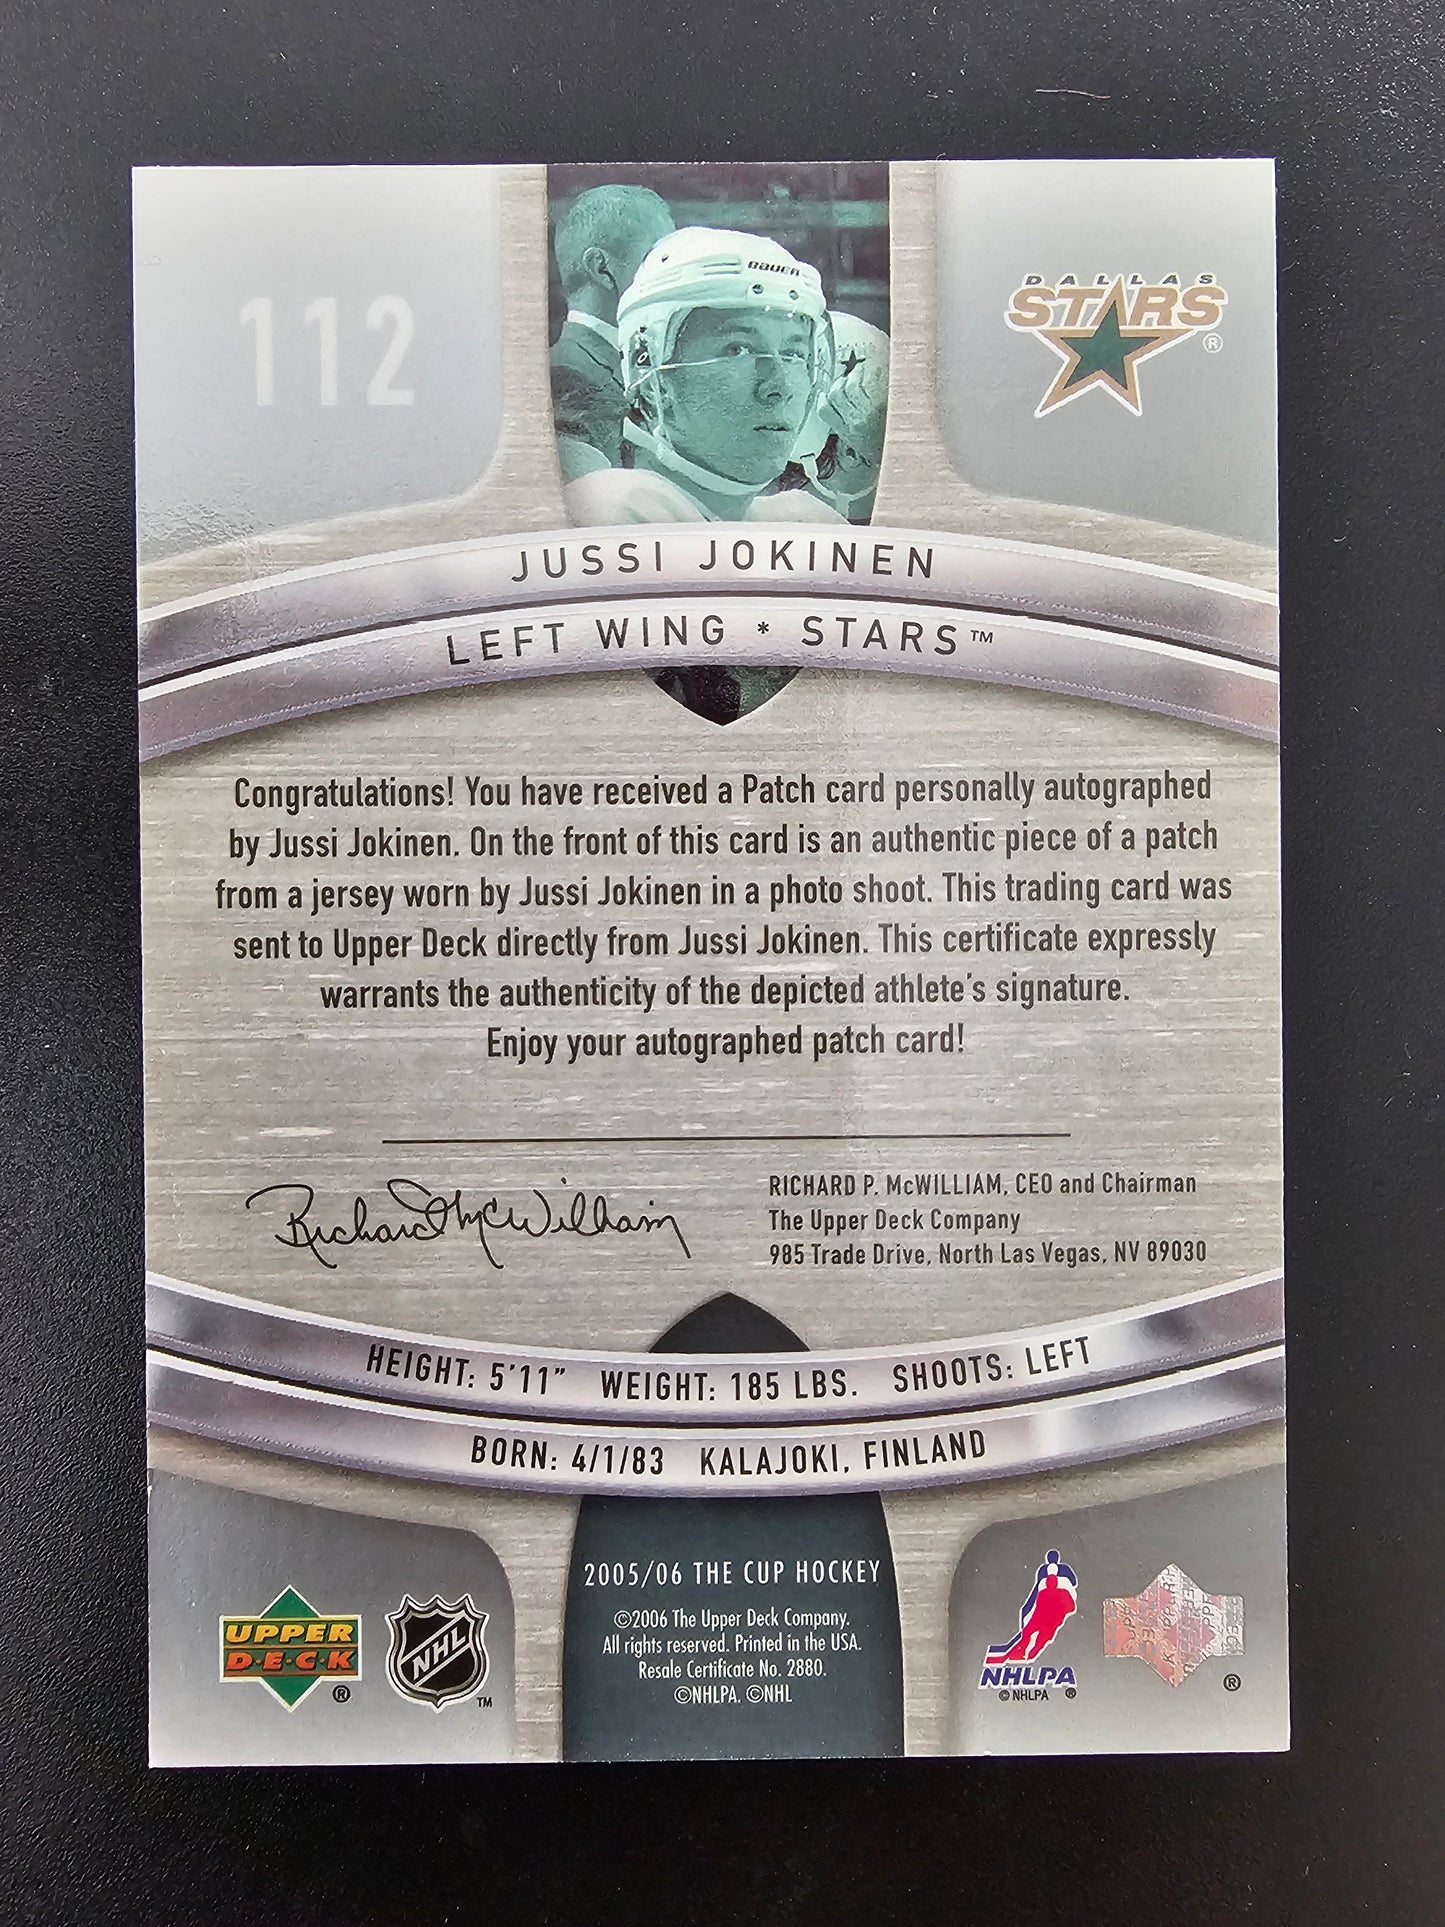 112
BAUER
DALLAS
STARS
®
JUSSI JOKINEN
LEFT WING * STARS™
Congratulations! You have received a Patch card personally autographed
by Jussi Jokinen. On the front of this card is an authentic piece of a patch
from a jersey worn by Jussi Jokinen in a photo shoot. This trading card was
sent to Upper Deck directly from Jussi Jokinen. This certificate expressly
warrants the authenticity of the depicted athlete's signature.
Enjoy your autographed patch card!
Richard McWilliam
RICHARD P. McWILLIAM, CEO and Chairman
The Upper Deck Company
985 Trade Drive, North Las Vegas, NV 89030
HEIGHT: 5'11" WEIGHT: 185 LBS. SHOOTS: LEFT
BORN: 4/1/83 KALAJOKI, FINLAND
UPPER
D·E·C·K
®
NHL
™
2005/06 THE CUP HOCKEY
©2006 The Upper Deck Company.
All rights reserved. Printed in the USA.
Resale Certificate No. 2880.
©NHLPA. ©NHL
NHLPA
© NHLPA ®
®